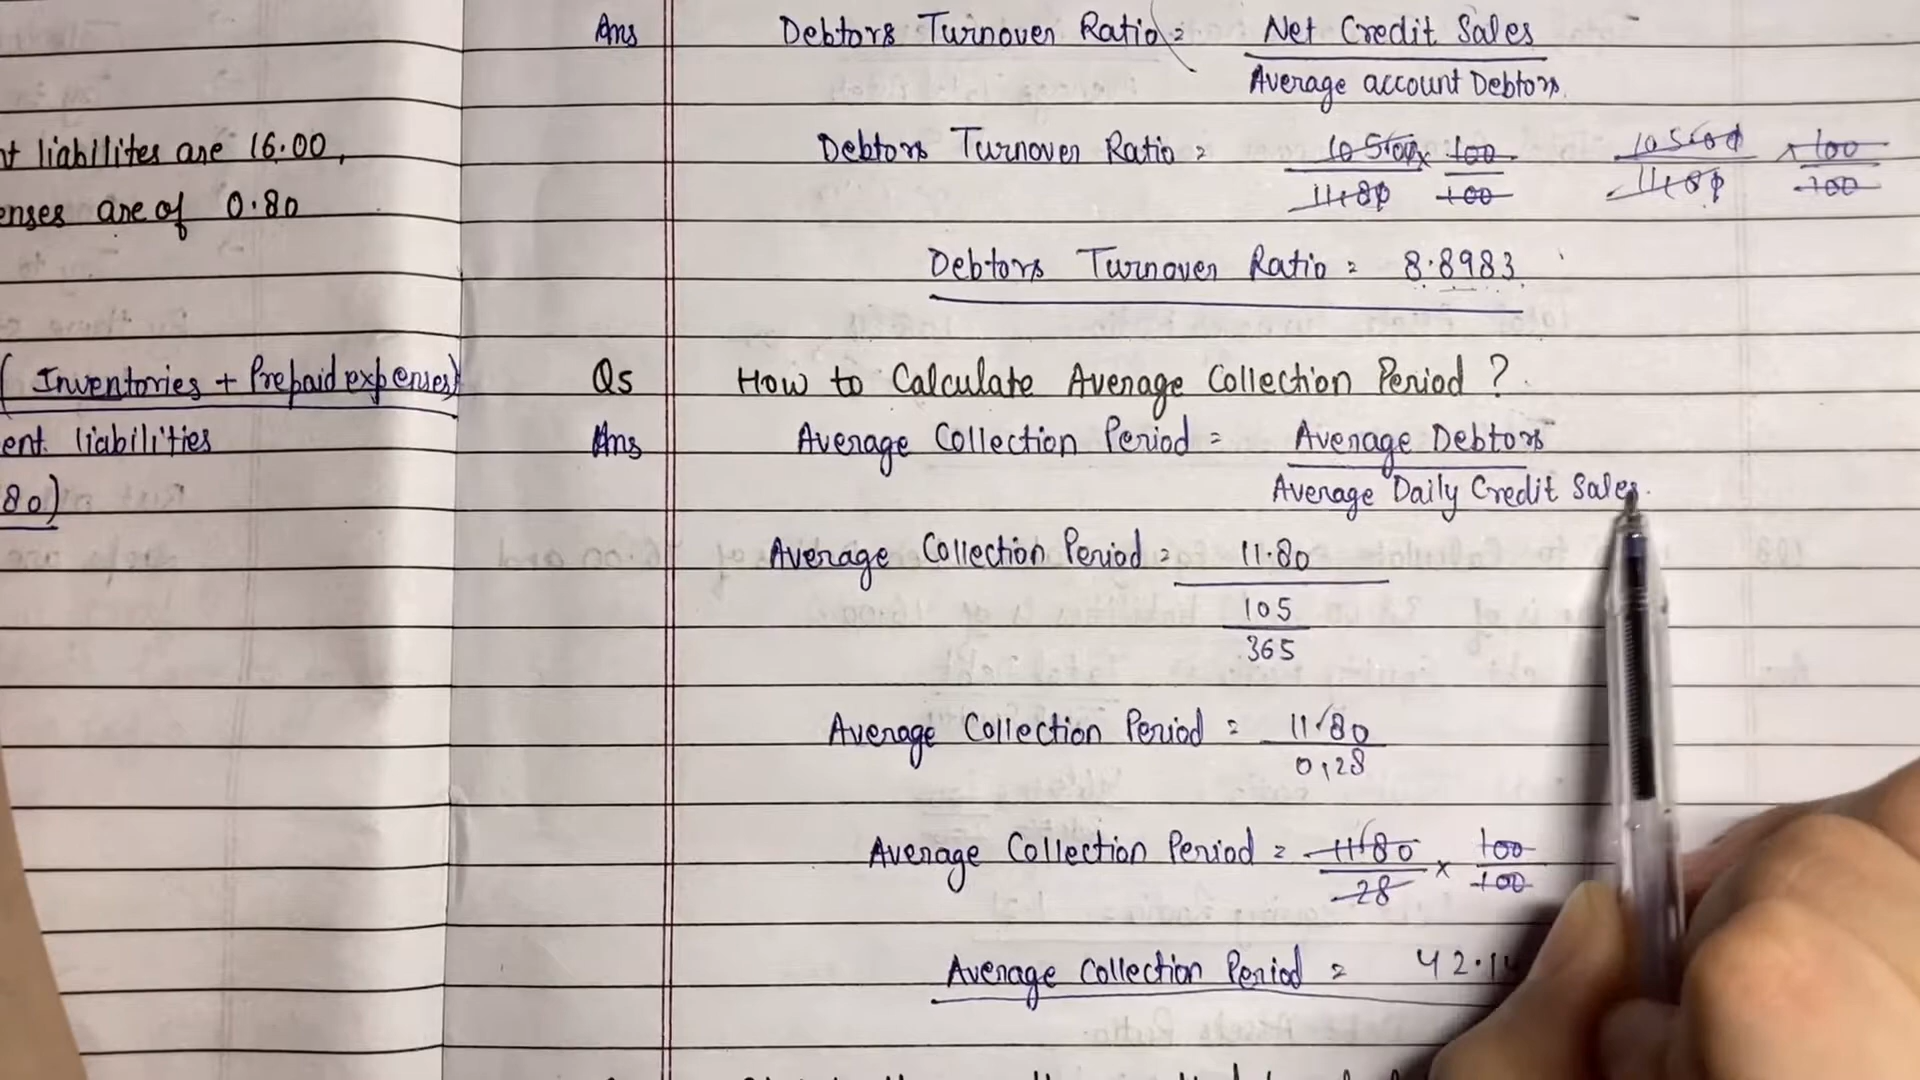 Ans Debtors Turnover Ratio = Net Credit Sales
Average account Debtors.
nt liabilites are 16.00,
Debtors Turnover Ratio =
100
100
100
100
enses are of 0.80
Debtors Turnover Ratio = 8.8983
( Inventories + Prepaid expenses)
ent. liabilities
80)
Qs How to Calculate Average Collection Period ?
Ans Average Collection Period = Average Debtors
Average Daily Credit Sales.
Average Collection Period = 11.80
105
365
Average Collection Period = 11.80
0.28
Average Collection Period = 1180 × 100
28 100
Average Collection Period = 42.1